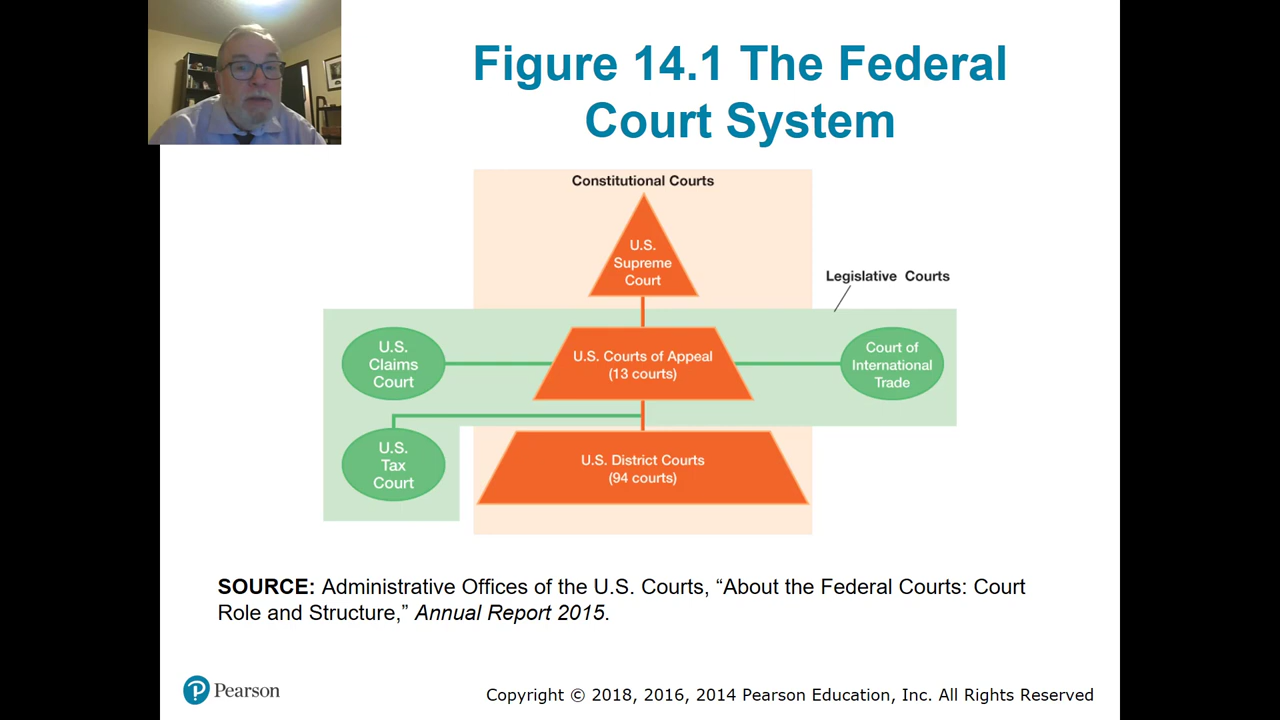 Figure 14.1 The Federal
Court System
Constitutional Courts
U.S.
Supreme
Court
Legislative Courts
U.S.
Claims
Court
U.S. Courts of Appeal
(13 courts)
Court of
International
Trade
U.S.
Tax
Court
U.S. District Courts
(94 courts)
SOURCE: Administrative Offices of the U.S. Courts, “About the Federal Courts: Court
Role and Structure,” Annual Report 2015.
Pearson
Copyright © 2018, 2016, 2014 Pearson Education, Inc. All Rights Reserved